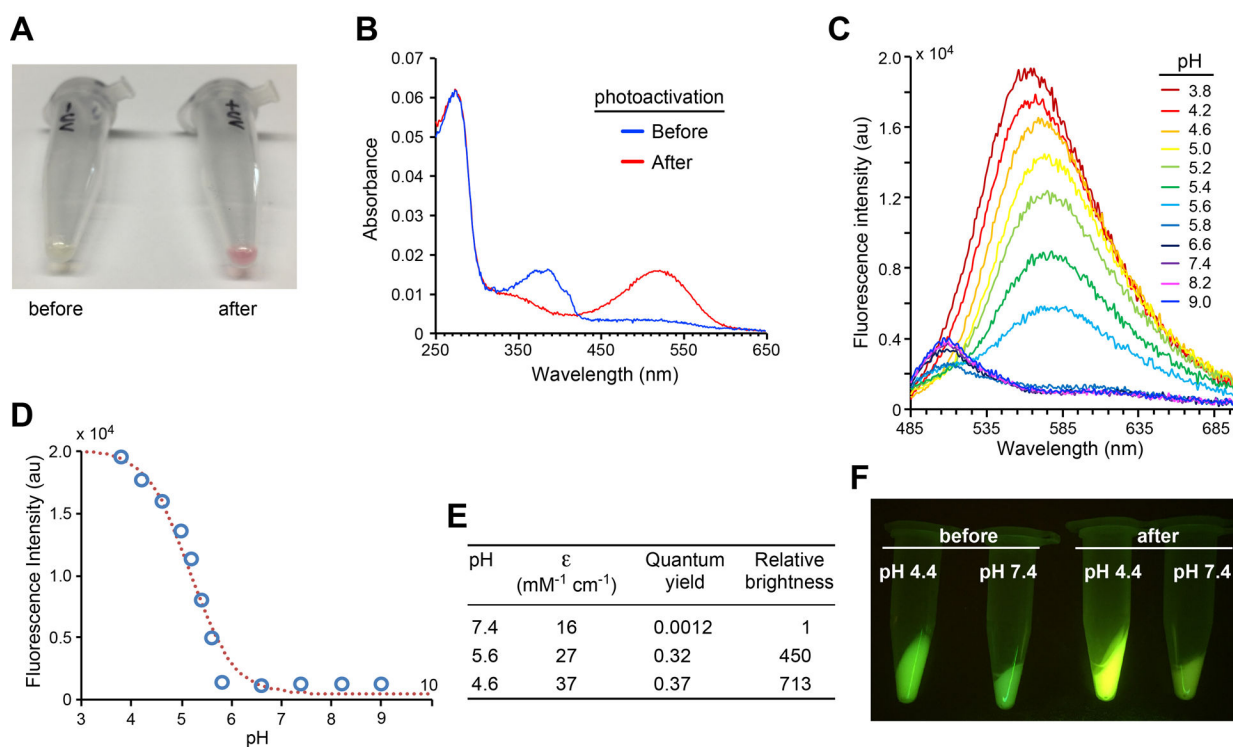 A
-UV
+UV
before after
B
0.07
0.06
0.05
0.04
0.03
0.02
0.01
0
Absorbance
photoactivation
Before
After
250 350 450 550 650
Wavelength (nm)
C
x 10⁴
2.0
1.6
1.2
0.8
0.4
0
Fluorescence intensity (au)
pH
3.8
4.2
4.6
5.0
5.2
5.4
5.6
5.8
6.6
7.4
8.2
9.0
485 535 585 635 685
Wavelength (nm)
D
x 10⁴
2.0
1.5
1.0
0.5
0
Fluorescence Intensity (au)
10
3 4 5 6 7 8 9
pH
E
pH ε Quantum Relative
(mM⁻¹ cm⁻¹) yield brightness
7.4 16 0.0012 1
5.6 27 0.32 450
4.6 37 0.37 713
F
before after
pH 4.4 pH 7.4 pH 4.4 pH 7.4